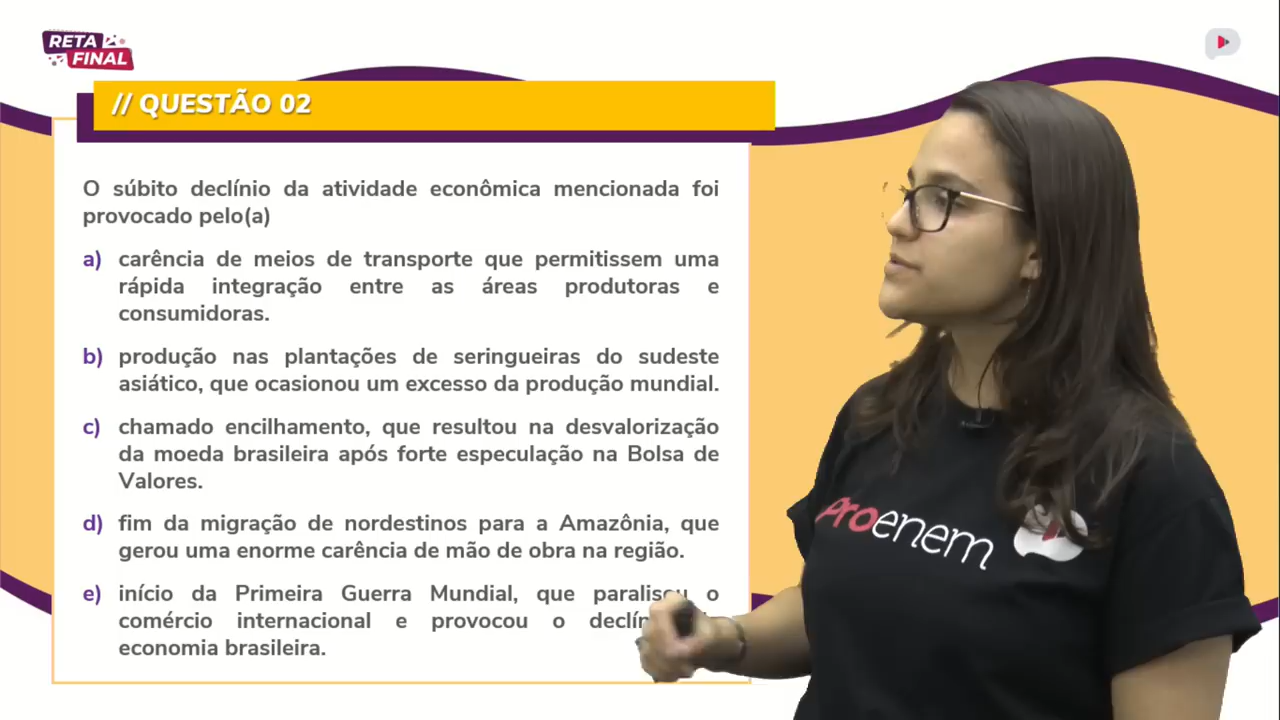 RETA
FINAL
// QUESTÃO 02
O súbito declínio da atividade econômica mencionada foi
provocado pelo(a)
a) carência de meios de transporte que permitissem uma
rápida integração entre as áreas produtoras e
consumidoras.
b) produção nas plantações de seringueiras do sudeste
asiático, que ocasionou um excesso da produção mundial.
c) chamado encilhamento, que resultou na desvalorização
da moeda brasileira após forte especulação na Bolsa de
Valores.
d) fim da migração de nordestinos para a Amazônia, que
gerou uma enorme carência de mão de obra na região.
e) início da Primeira Guerra Mundial, que paralisou o
comércio internacional e provocou o
economia brasileira.
Proenem